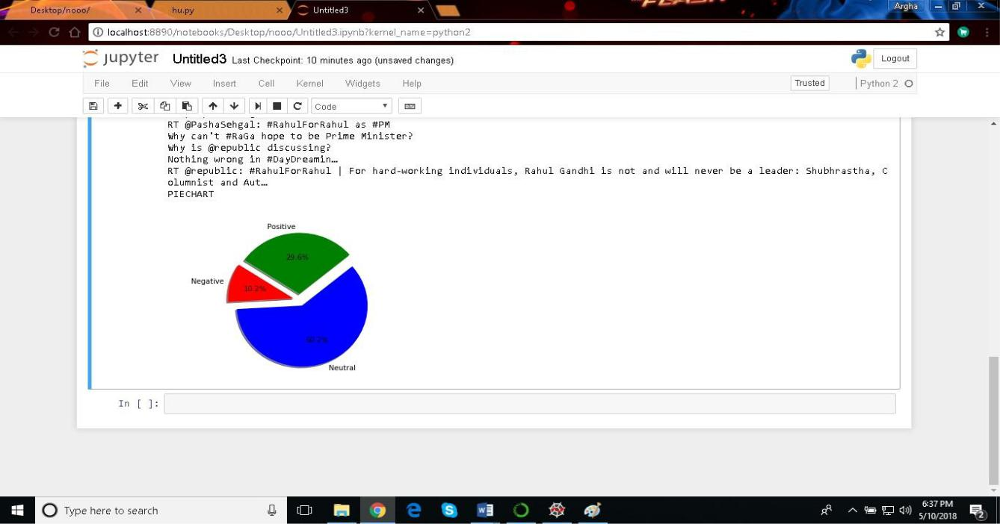 Desktop/nooo/
hu.py
Untitled3
Argha
localhost:8890/notebooks/Desktop/nooo/Untitled3.ipynb?kernel_name=python2
jupyter Untitled3 Last Checkpoint: 10 minutes ago (unsaved changes)
Logout
File Edit View Insert Cell Kernel Widgets Help
Trusted
Python 2
Code
RT @PashaSehgal: #RahulForRahul as #PM
Why can't #RaGa hope to be Prime Minister?
Why is @republic discussing?
Nothing wrong in #DayDreamin…
RT @republic: #RahulForRahul | For hard-working individuals, Rahul Gandhi is not and will never be a leader: Shubhrastha, C
olumnist and Aut…
PIECHART
Positive
29.6%
Negative
10.2%
60.2%
Neutral
In [ ]:
Type here to search
6:37 PM
5/10/2018
2